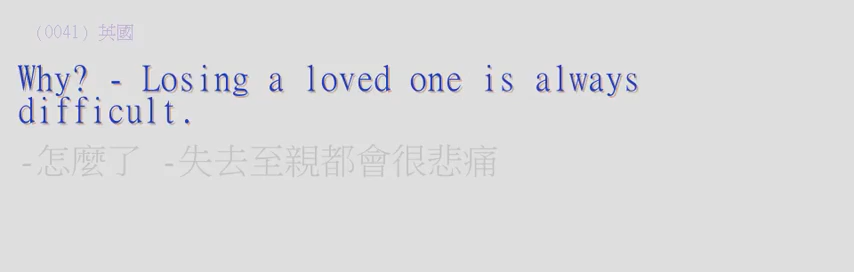 (0041) 英國
Why? - Losing a loved one is always
difficult.
-怎麼了 -失去至親都會很悲痛